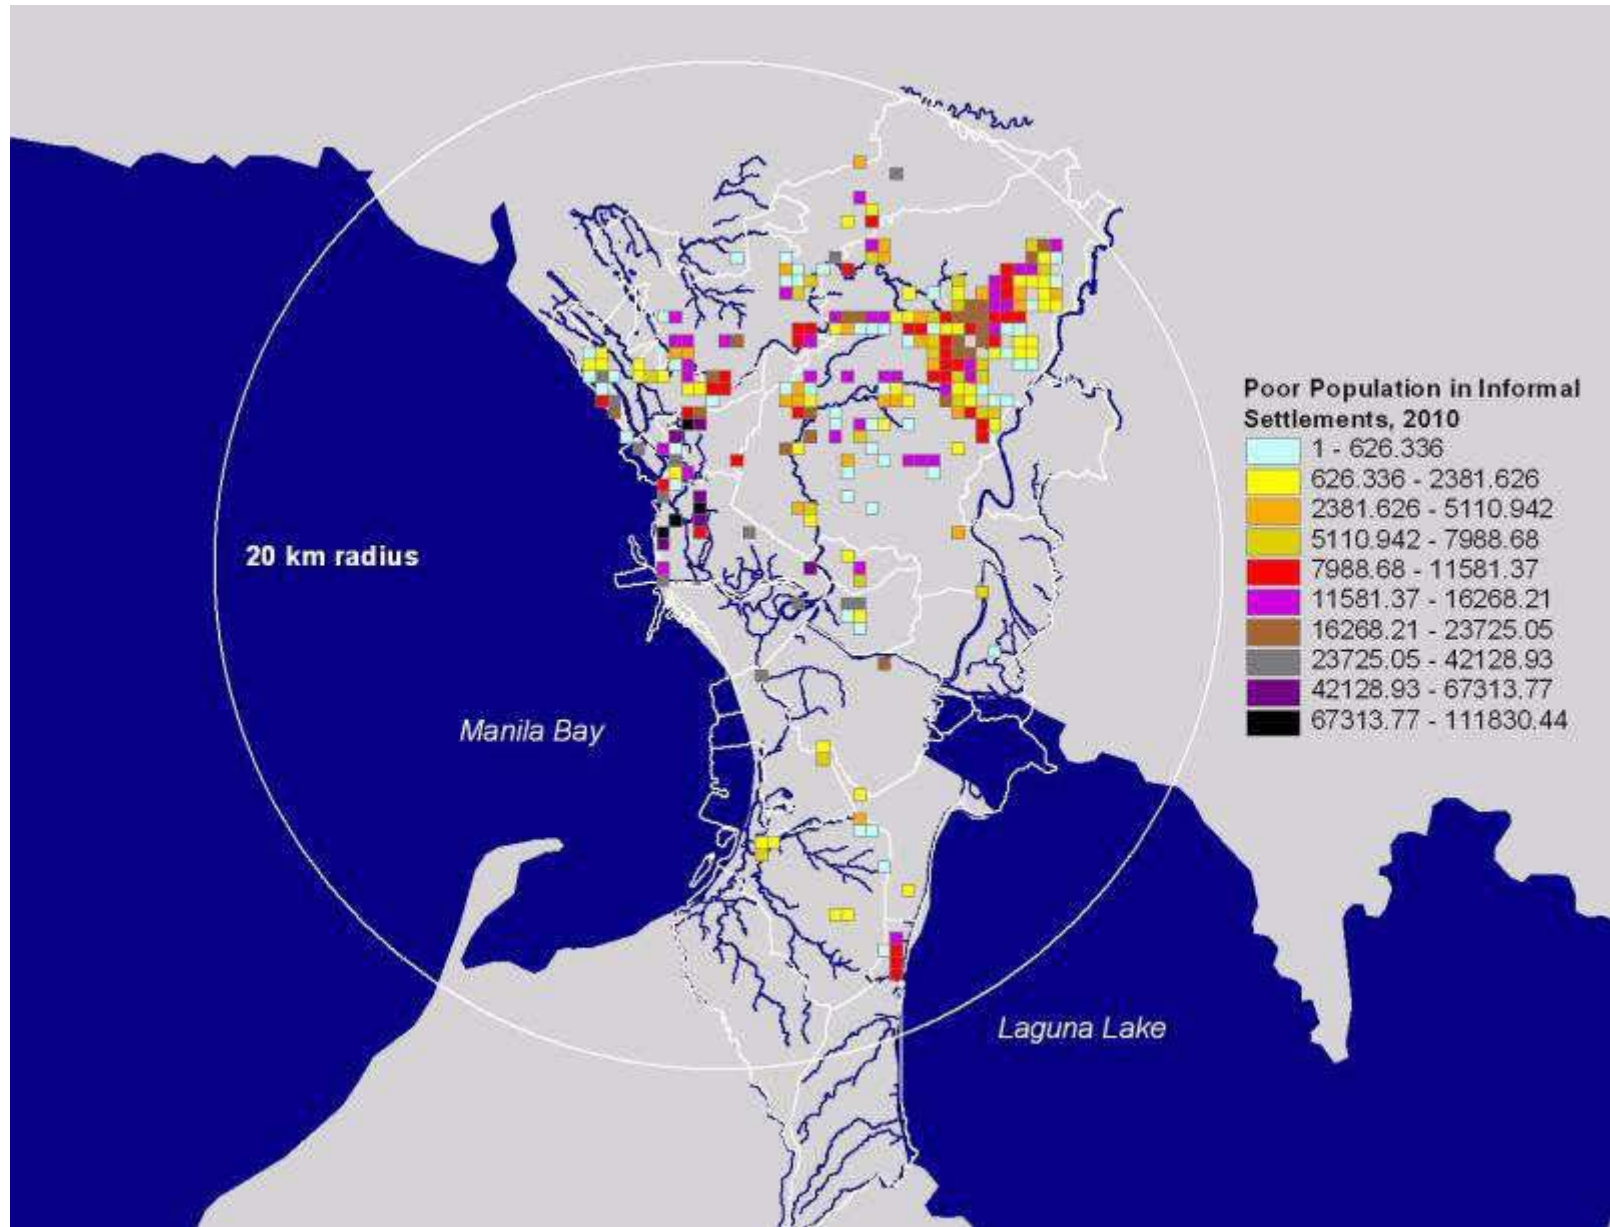 Poor Population in Informal
Settlements, 2010
1 - 626.336
626.336 - 2381.626
2381.626 - 5110.942
5110.942 - 7988.68
7988.68 - 11581.37
11581.37 - 16268.21
16268.21 - 23725.05
23725.05 - 42128.93
42128.93 - 67313.77
67313.77 - 111830.44
20 km radius
Manila Bay
Laguna Lake